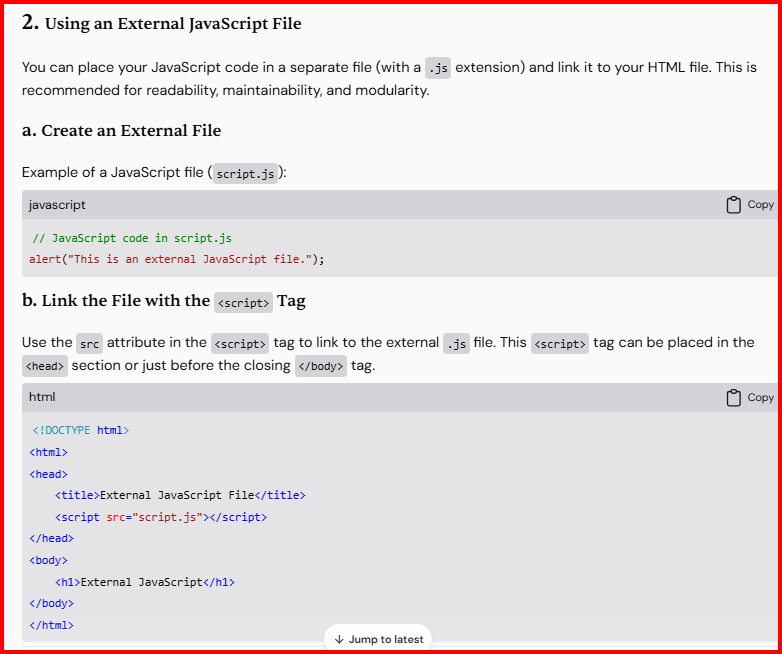 2. Using an External JavaScript File
You can place your JavaScript code in a separate file (with a .js extension) and link it to your HTML file. This is
recommended for readability, maintainability, and modularity.
a. Create an External File
Example of a JavaScript file (script.js):
javascript Copy
// JavaScript code in script.js
alert("This is an external JavaScript file.");
b. Link the File with the <script> Tag
Use the src attribute in the <script> tag to link to the external .js file. This <script> tag can be placed in the
<head> section or just before the closing </body> tag.
html Copy
<!DOCTYPE html>
<html>
<head>
    <title>External JavaScript File</title>
    <script src="script.js"></script>
</head>
<body>
    <h1>External JavaScript</h1>
</body>
</html>
↓ Jump to latest